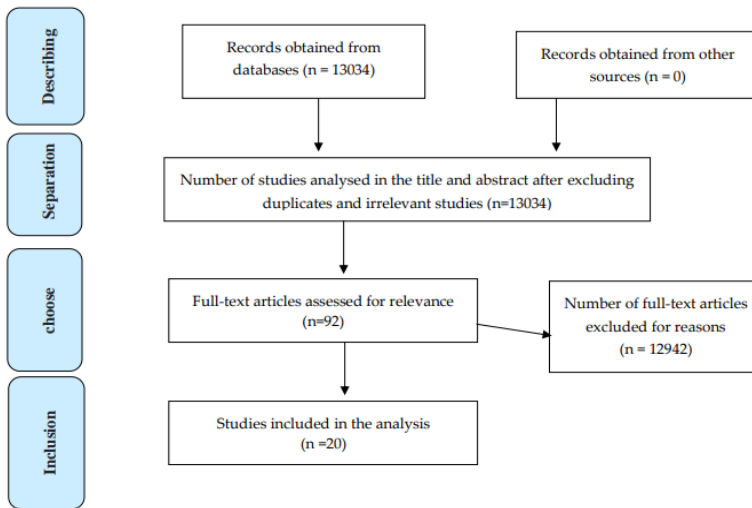 Describing
Records obtained from
databases (n = 13034)
Records obtained from other
sources (n = 0)
Separation
Number of studies analysed in the title and abstract after excluding
duplicates and irrelevant studies (n=13034)
choose
Full-text articles assessed for relevance
(n=92)
Number of full-text articles
excluded for reasons
(n = 12942)
Inclusion
Studies included in the analysis
(n =20)